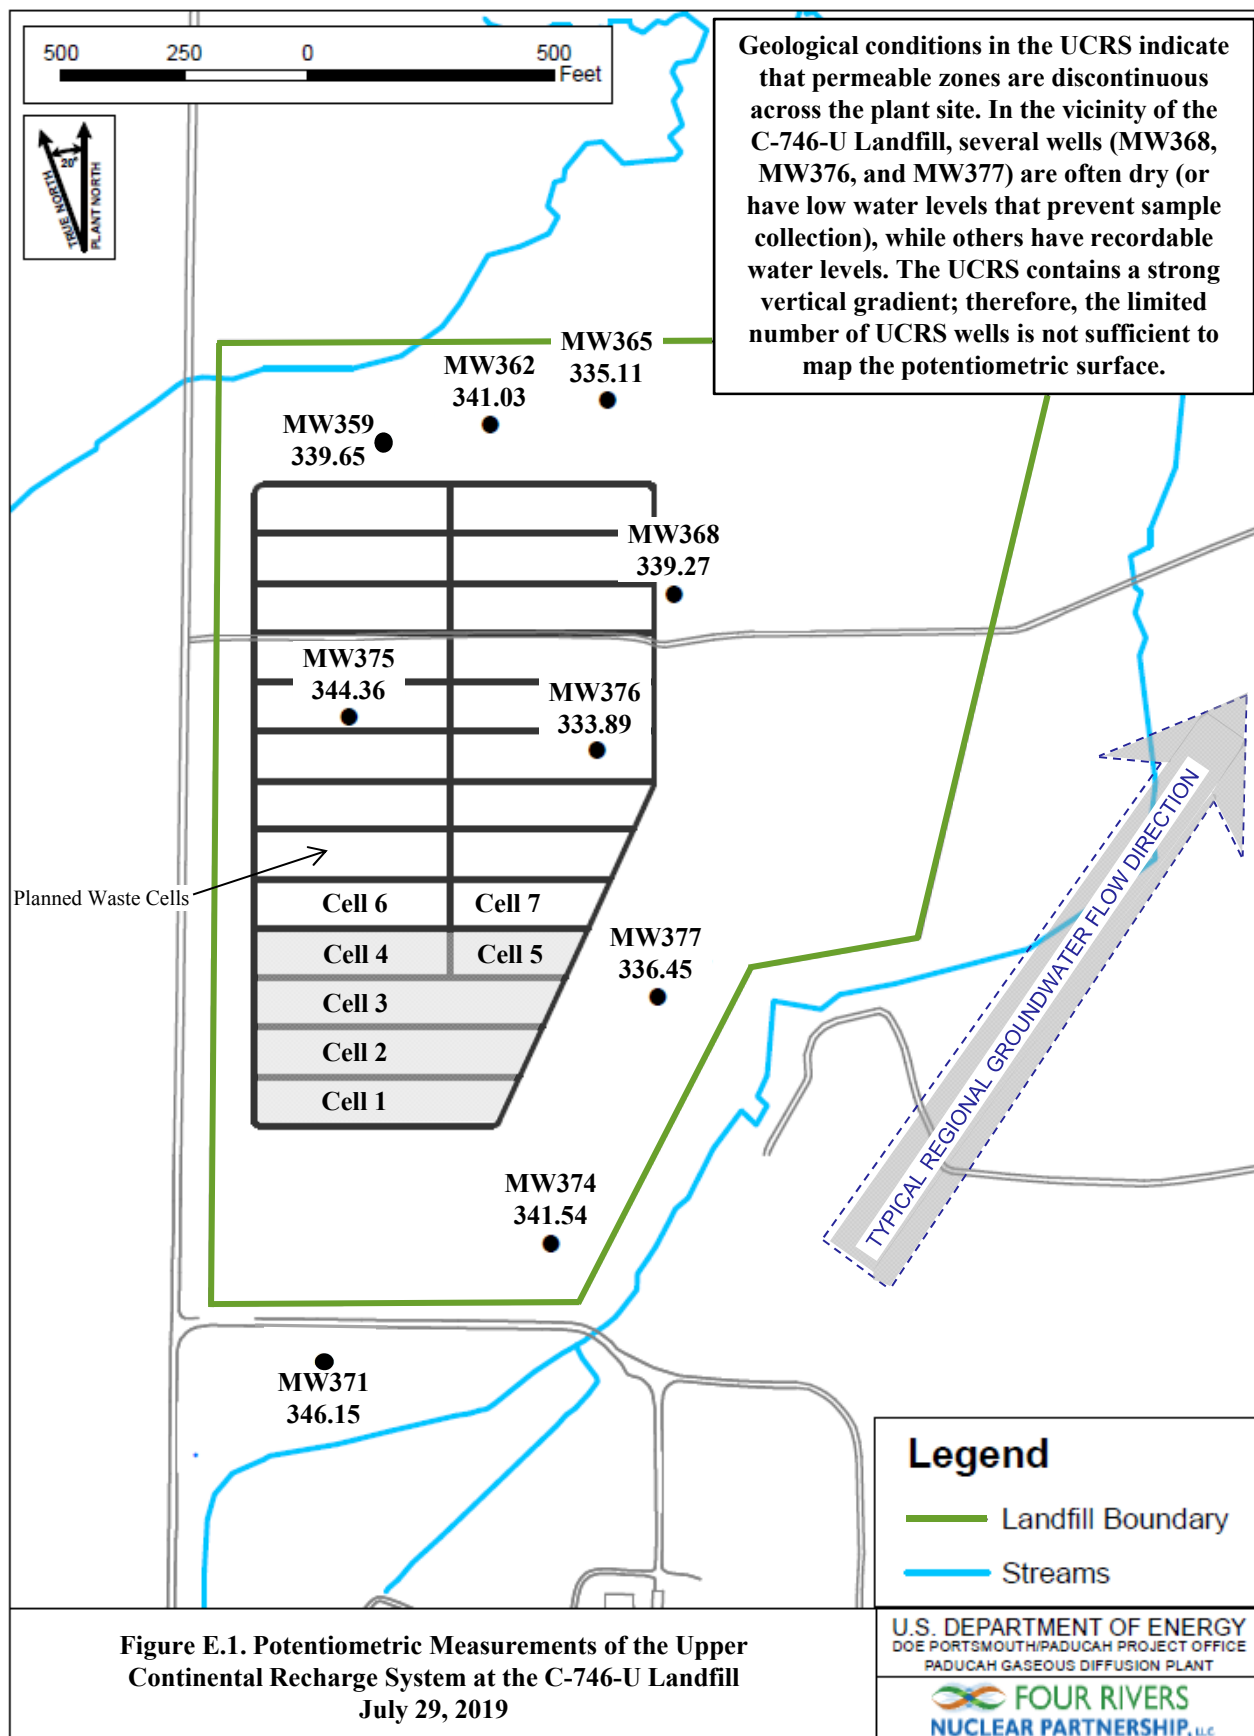 500 250 0 500
Feet
TRUE NORTH
20°
PLANT NORTH
Geological conditions in the UCRS indicate
that permeable zones are discontinuous
across the plant site. In the vicinity of the
C-746-U Landfill, several wells (MW368,
MW376, and MW377) are often dry (or
have low water levels that prevent sample
collection), while others have recordable
water levels. The UCRS contains a strong
vertical gradient; therefore, the limited
number of UCRS wells is not sufficient to
map the potentiometric surface.
MW365
335.11
MW362
341.03
MW359
339.65
MW368
339.27
MW375
344.36
MW376
333.89
Planned Waste Cells
Cell 6
Cell 7
Cell 4
Cell 5
Cell 3
Cell 2
Cell 1
MW377
336.45
TYPICAL REGIONAL GROUNDWATER FLOW DIRECTION
MW374
341.54
MW371
346.15
Legend
Landfill Boundary
Streams
Figure E.1. Potentiometric Measurements of the Upper
Continental Recharge System at the C-746-U Landfill
July 29, 2019
U.S. DEPARTMENT OF ENERGY
DOE PORTSMOUTH/PADUCAH PROJECT OFFICE
PADUCAH GASEOUS DIFFUSION PLANT
FOUR RIVERS
NUCLEAR PARTNERSHIP, LLC